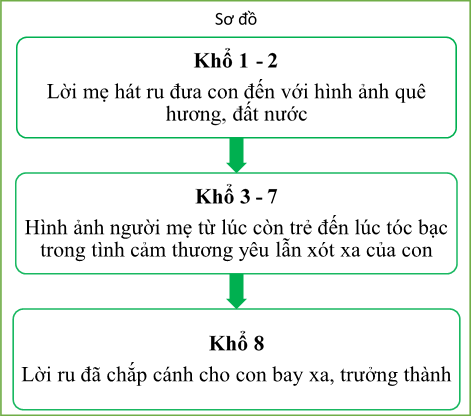 Sơ đồ
Khổ 1 - 2
Lời mẹ hát ru đưa con đến với hình ảnh quê
hương, đất nước
Khổ 3 - 7
Hình ảnh người mẹ từ lúc còn trẻ đến lúc tóc bạc
trong tình cảm thương yêu lẫn xót xa của con
Khổ 8
Lời ru đã chắp cánh cho con bay xa, trưởng thành